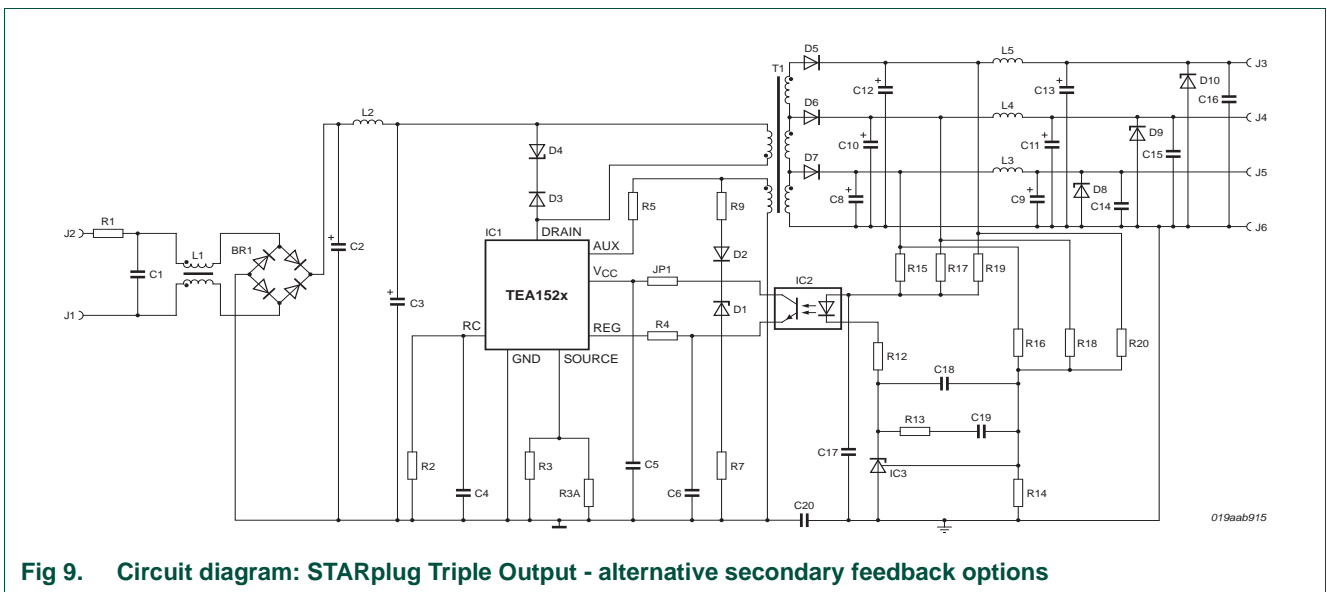 D5
L5
J3
T1
D10
C12
C13
C16
D6
L4
J4
L2
D9
D4
C10
C11
C15
D7
L3
J5
D3
R5
R9
C8
C9
D8
C14
R1
IC1
DRAIN
J6
J2
L1
BR1
C2
AUX
D2
IC2
R15
R17
R19
C1
VCC
JP1
TEA152x
C3
D1
J1
RC
REG
R4
R12
R16
R18
R20
GND
SOURCE
C18
R13
C19
C17
R2
R3
C5
R7
IC3
C4
R3A
C6
R14
C20
019aab915
Fig 9. Circuit diagram: STARplug Triple Output - alternative secondary feedback options